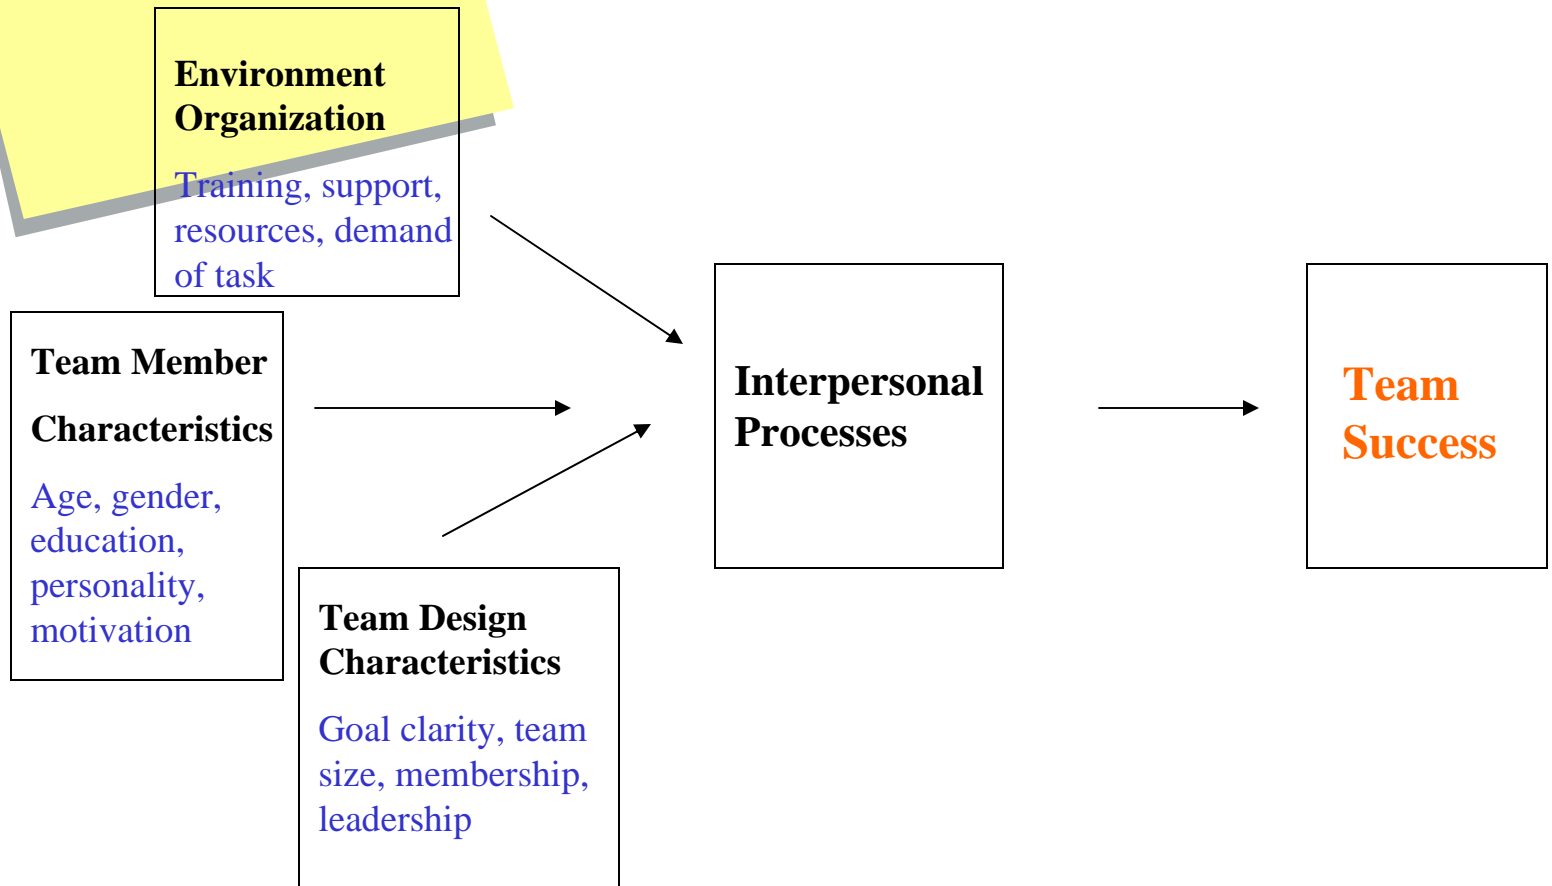 Environment
Organization
Training, support,
resources, demand
of task
Team Member
Characteristics
Age, gender,
education,
personality,
motivation
Team Design
Characteristics
Goal clarity, team
size, membership,
leadership
Interpersonal
Processes
Team
Success